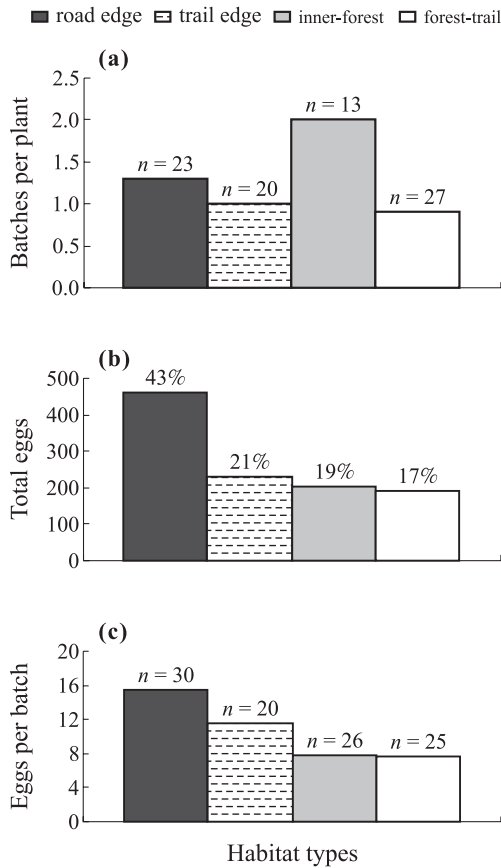 road edge trail edge inner-forest forest-trail
(a)
Batches per plant
2.5
2.0
1.5
1.0
0.5
0.0
n = 23
n = 20
n = 13
n = 27
(b)
Total eggs
500
400
300
200
100
0
43%
21%
19%
17%
(c)
Eggs per batch
20
16
12
8
4
0
n = 30
n = 20
n = 26
n = 25
Habitat types